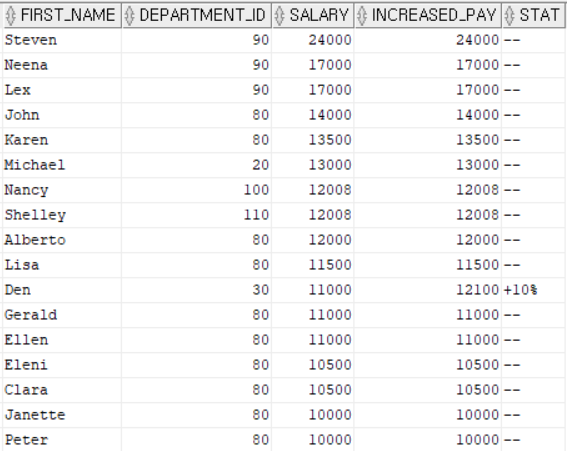 FIRST_NAME DEPARTMENT_ID SALARY INCREASED_PAY STAT
Steven 90 24000 24000 --
Neena 90 17000 17000 --
Lex 90 17000 17000 --
John 80 14000 14000 --
Karen 80 13500 13500 --
Michael 20 13000 13000 --
Nancy 100 12008 12008 --
Shelley 110 12008 12008 --
Alberto 80 12000 12000 --
Lisa 80 11500 11500 --
Den 30 11000 12100 +10%
Gerald 80 11000 11000 --
Ellen 80 11000 11000 --
Eleni 80 10500 10500 --
Clara 80 10500 10500 --
Janette 80 10000 10000 --
Peter 80 10000 10000 --